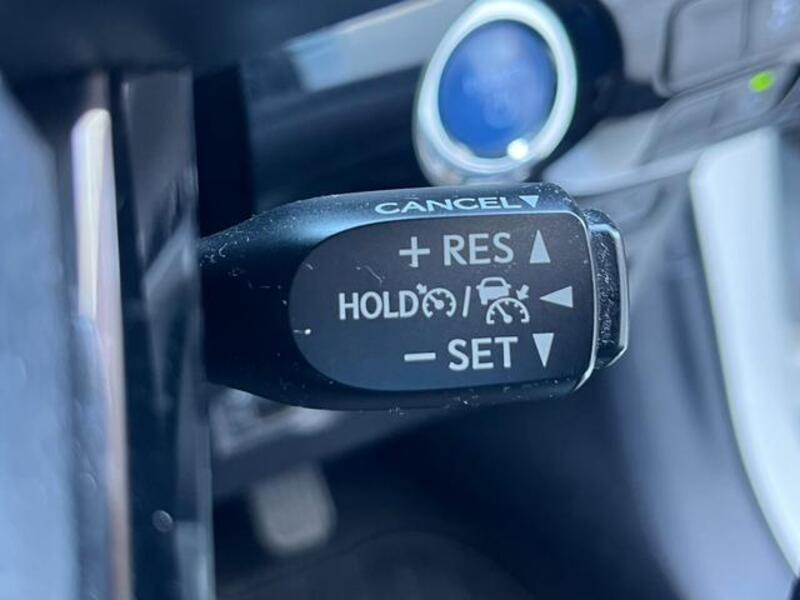 CANCEL▼
+ RES ▲
HOLD / ◀
− SET ▼